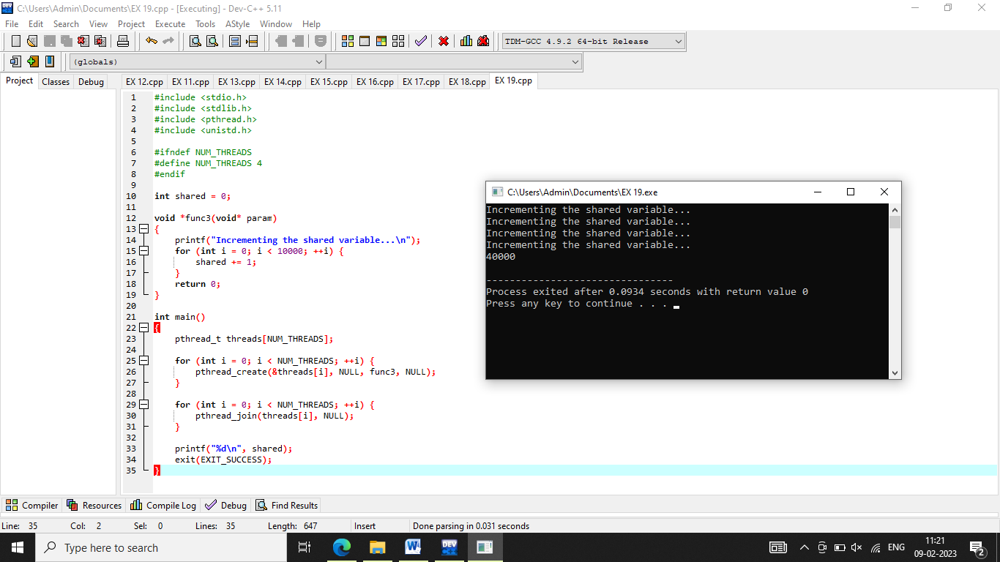 C:\Users\Admin\Documents\EX 19.cpp - [Executing] - Dev-C++ 5.11
File Edit Search View Project Execute Tools AStyle Window Help
TDM-GCC 4.9.2 64-bit Release
(globals)
Project Classes Debug EX 12.cpp EX 11.cpp EX 13.cpp EX 14.cpp EX 15.cpp EX 16.cpp EX 17.cpp EX 18.cpp EX 19.cpp
1 #include <stdio.h>
2 #include <stdlib.h>
3 #include <pthread.h>
4 #include <unistd.h>
5
6 #ifndef NUM_THREADS
7 #define NUM_THREADS 4
8 #endif
9
10 int shared = 0;
11
12 void *func3(void* param)
13 {
14 printf("Incrementing the shared variable...\n");
15 for (int i = 0; i < 10000; ++i) {
16 shared += 1;
17 }
18 return 0;
19 }
20
21 int main()
22 {
23 pthread_t threads[NUM_THREADS];
24
25 for (int i = 0; i < NUM_THREADS; ++i) {
26 pthread_create(&threads[i], NULL, func3, NULL);
27 }
28
29 for (int i = 0; i < NUM_THREADS; ++i) {
30 pthread_join(threads[i], NULL);
31 }
32
33 printf("%d\n", shared);
34 exit(EXIT_SUCCESS);
35 }
C:\Users\Admin\Documents\EX 19.exe
Incrementing the shared variable...
Incrementing the shared variable...
Incrementing the shared variable...
Incrementing the shared variable...
40000
--------------------------------
Process exited after 0.0934 seconds with return value 0
Press any key to continue . . .
Compiler Resources Compile Log Debug Find Results
Line: 35 Col: 2 Sel: 0 Lines: 35 Length: 647 Insert Done parsing in 0.031 seconds
Type here to search
DEV
ENG
11:21
09-02-2023
2